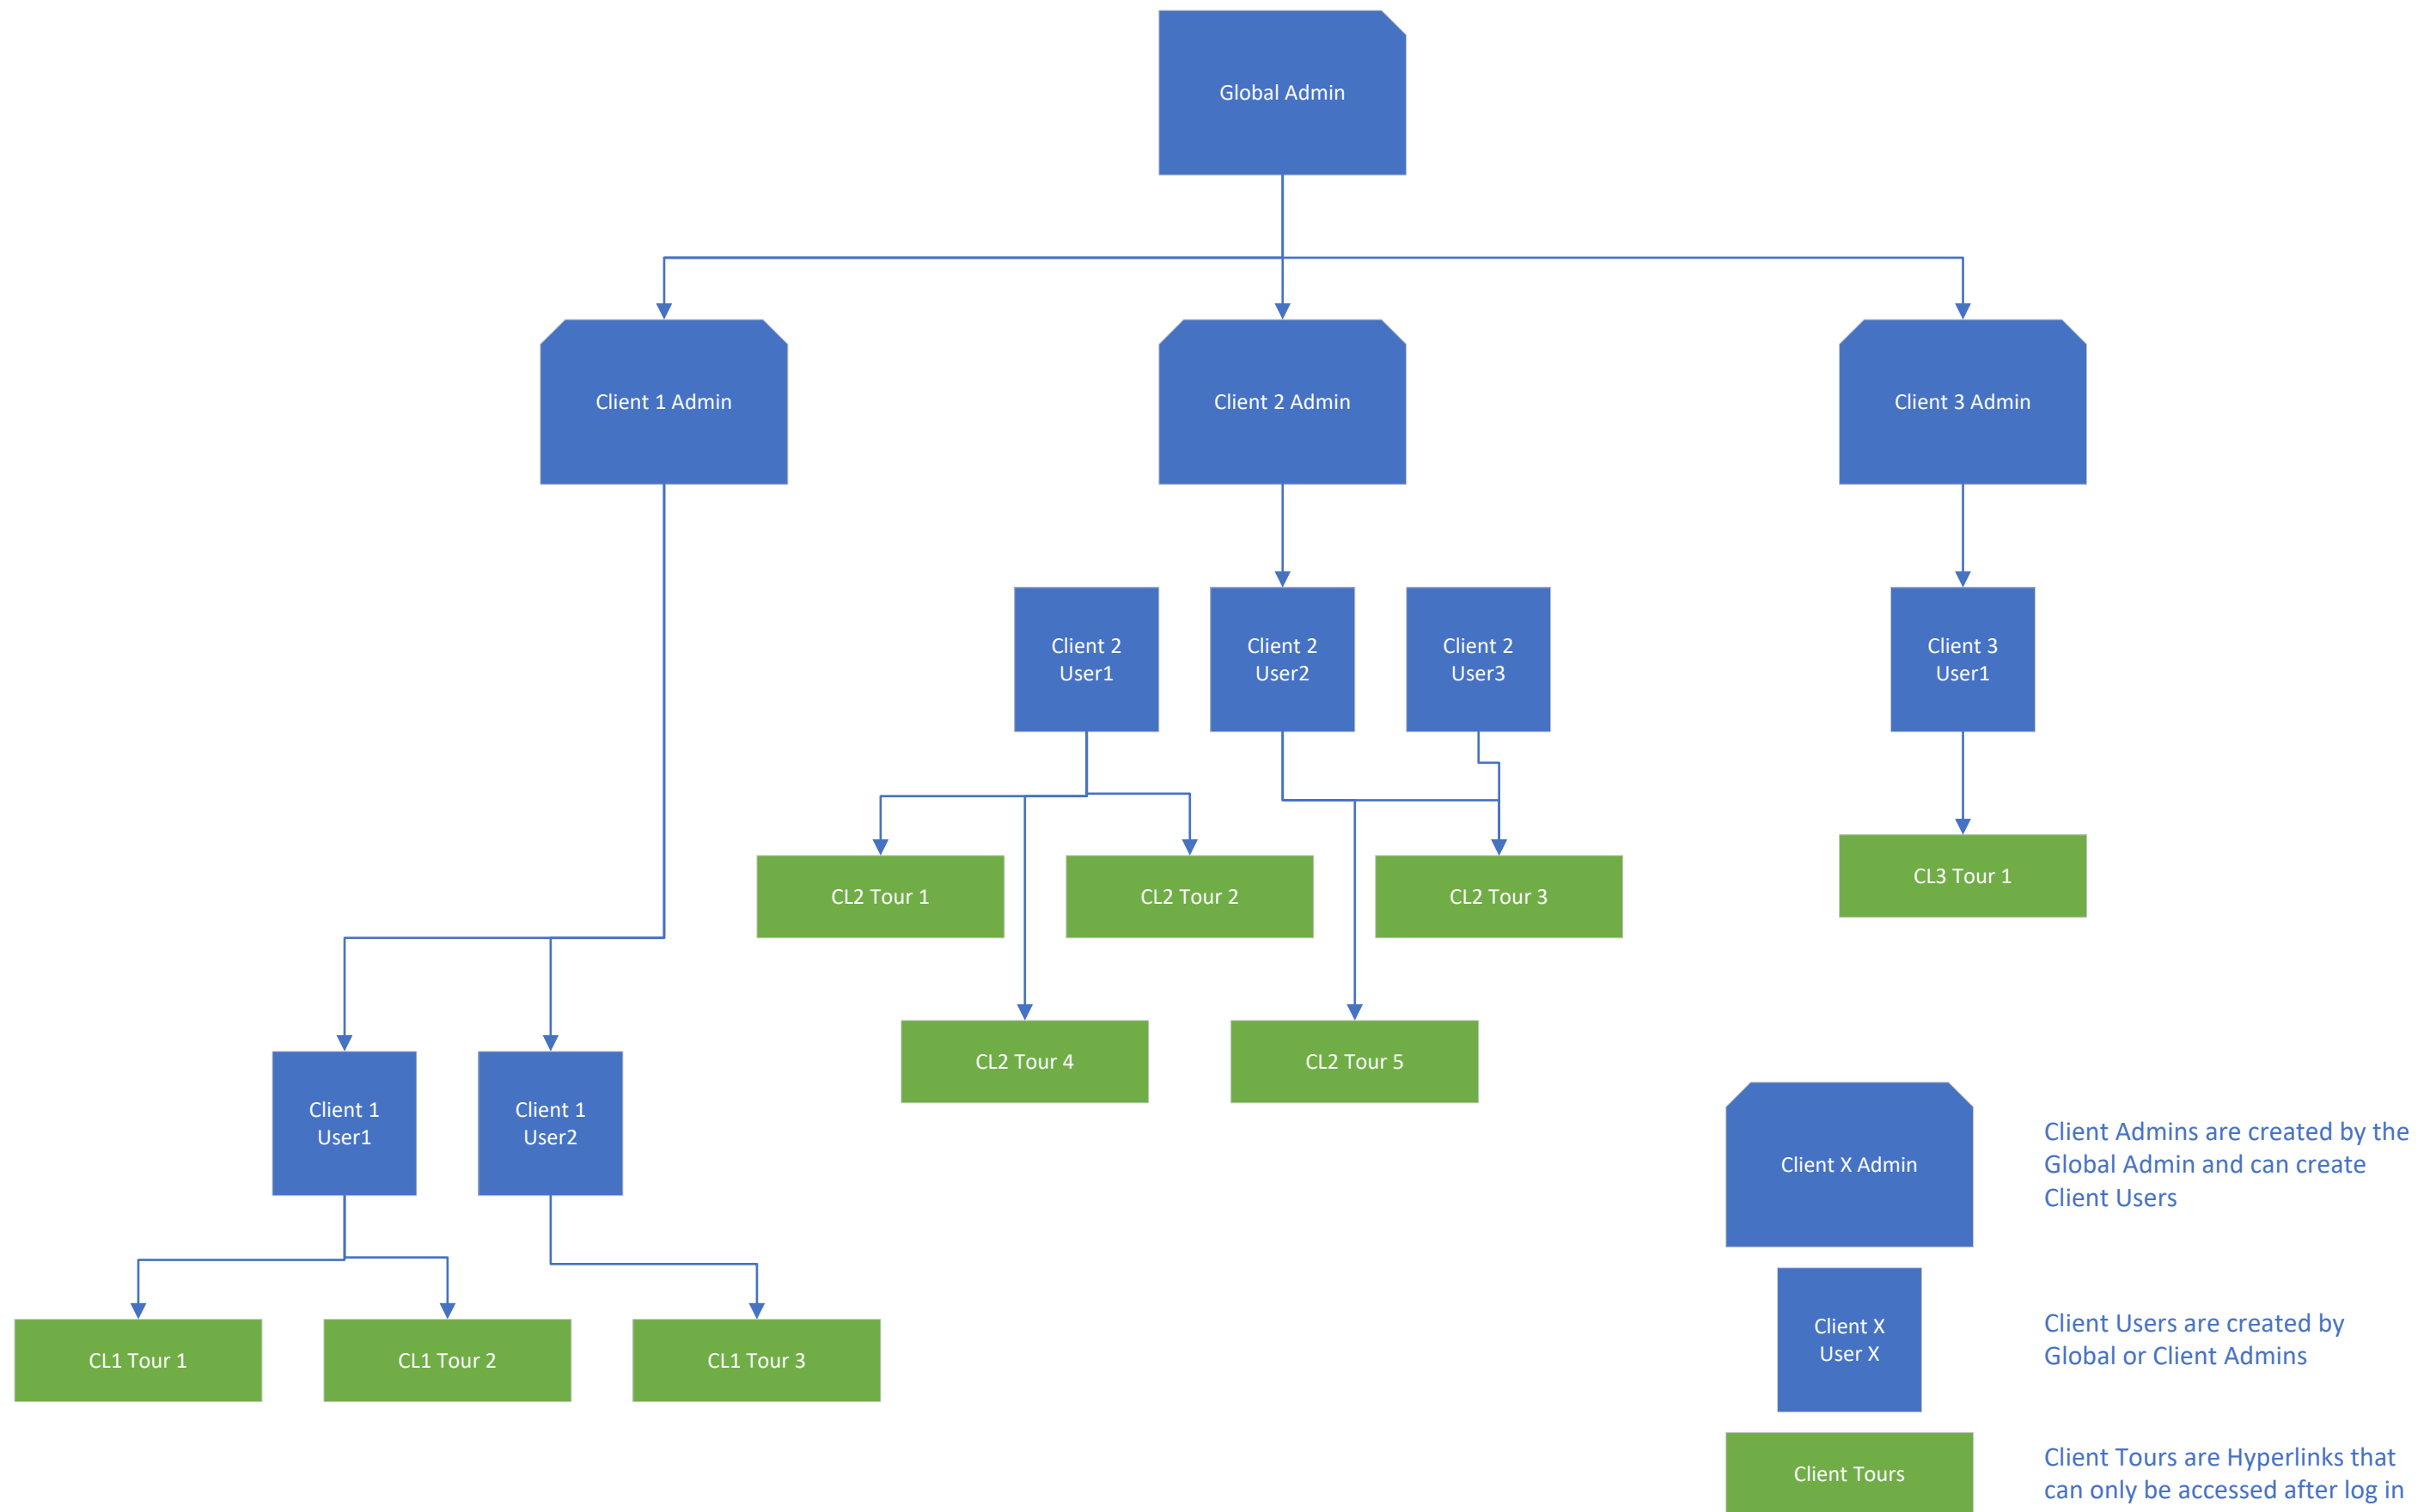 Global Admin
Client 1 Admin
Client 2 Admin
Client 3 Admin
Client 2
User1
Client 2
User2
Client 2
User3
Client 3
User1
CL2 Tour 1
CL2 Tour 2
CL2 Tour 3
CL3 Tour 1
CL2 Tour 4
CL2 Tour 5
Client 1
User1
Client 1
User2
CL1 Tour 1
CL1 Tour 2
CL1 Tour 3
Client X Admin
Client Admins are created by the
Global Admin and can create
Client Users
Client X
User X
Client Users are created by
Global or Client Admins
Client Tours
Client Tours are Hyperlinks that
can only be accessed after log in